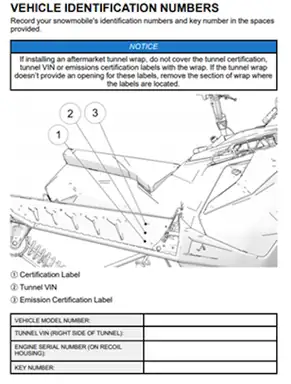 VEHICLE IDENTIFICATION NUMBERS
Record your snowmobile's identification numbers and key number in the spaces
provided.
NOTICE
If installing an aftermarket tunnel wrap, do not cover the tunnel certification,
tunnel VIN or emissions certification labels with the wrap. If the tunnel wrap
doesn't provide an opening for these labels, remove the section of wrap where
the labels are located.
2
3
1
① Certification Label
② Tunnel VIN
③ Emission Certification Label
VEHICLE MODEL NUMBER:
TUNNEL VIN (RIGHT SIDE OF TUNNEL):
ENGINE SERIAL NUMBER (ON RECOIL
HOUSING):
KEY NUMBER: